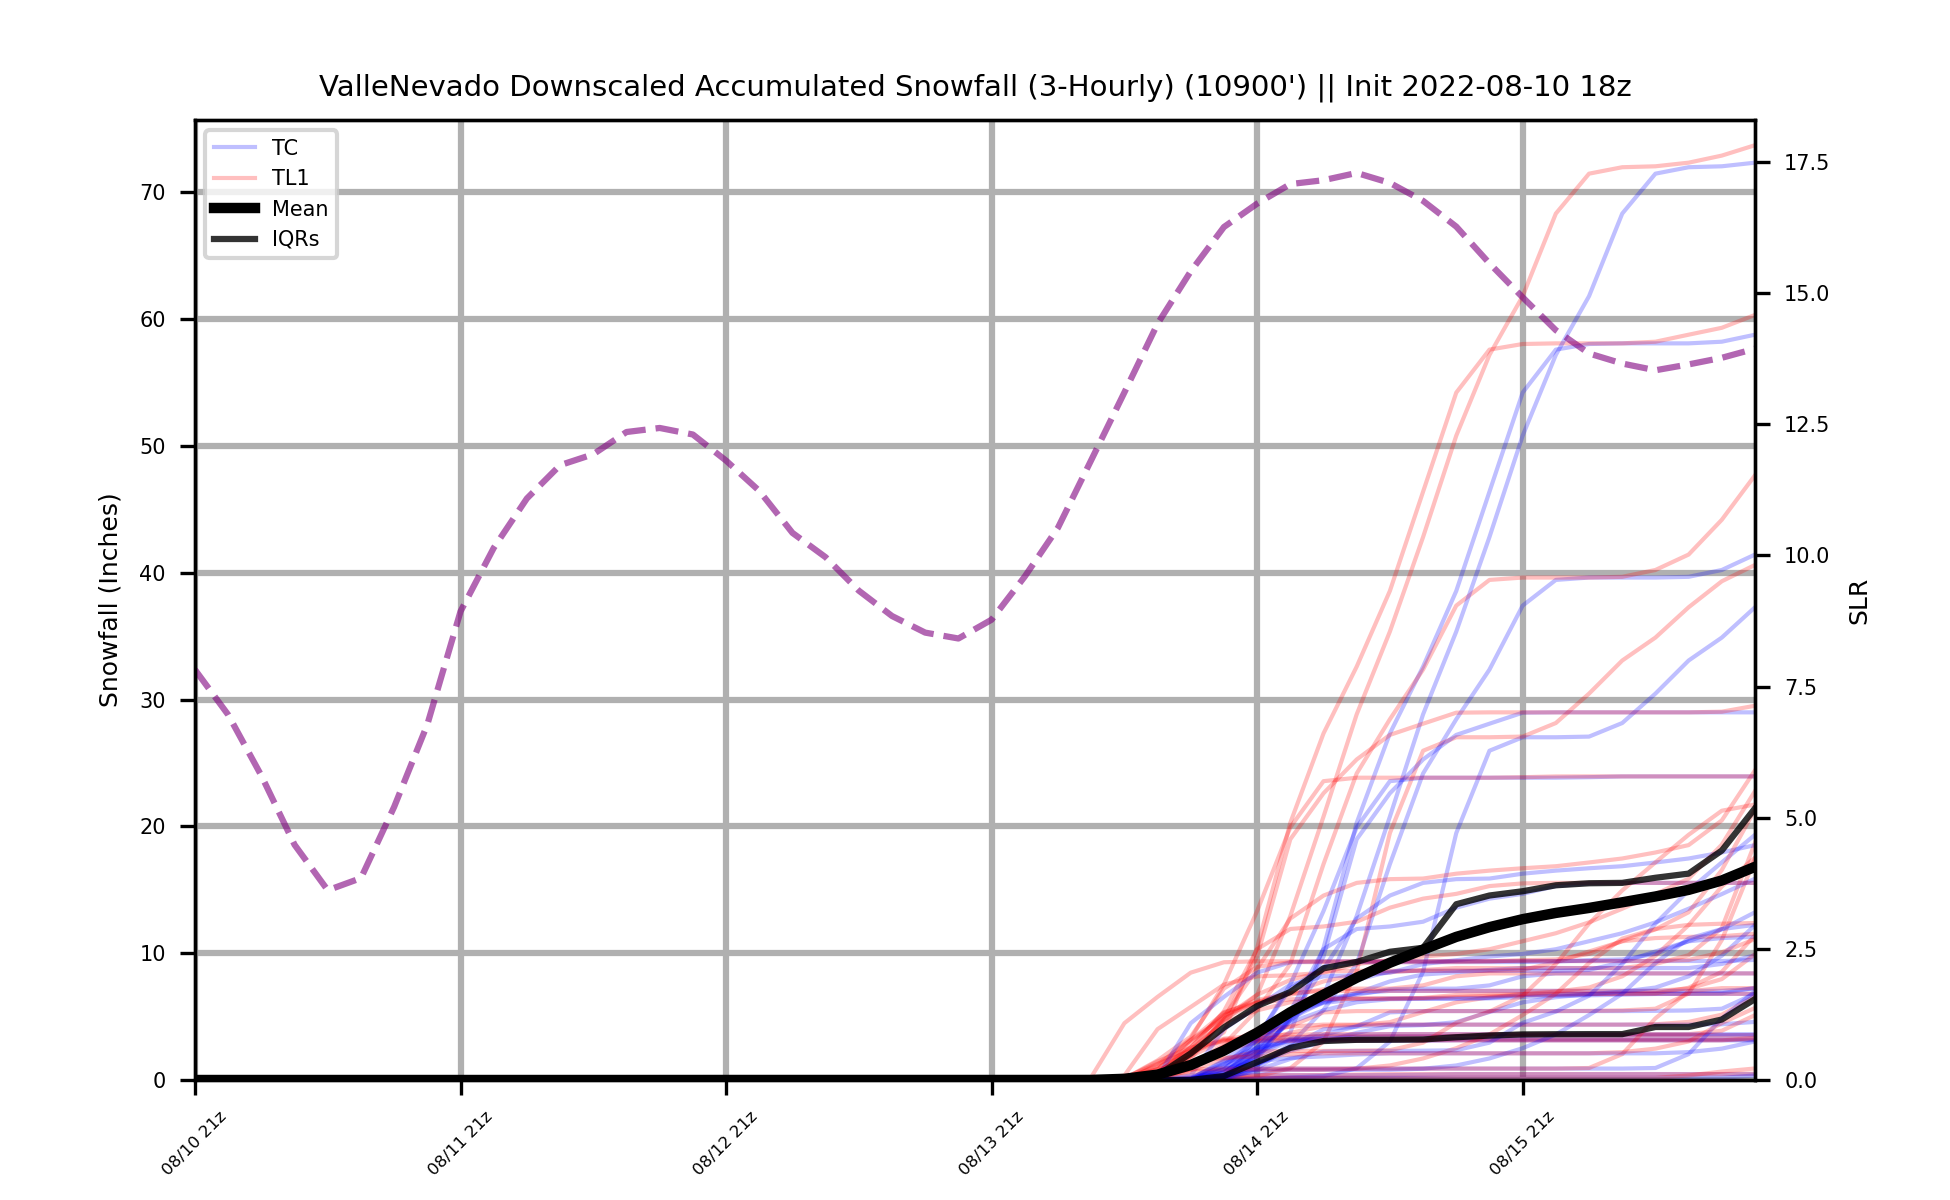 ValleNevado Downscaled Accumulated Snowfall (3-Hourly) (10900') || Init 2022-08-10 18z
TC
TL1
Mean
IQRs
70
60
50
40
30
20
10
0
Snowfall (Inches)
17.5
15.0
12.5
10.0
7.5
5.0
2.5
0.0
SLR
08/10 21z
08/11 21z
08/12 21z
08/13 21z
08/14 21z
08/15 21z